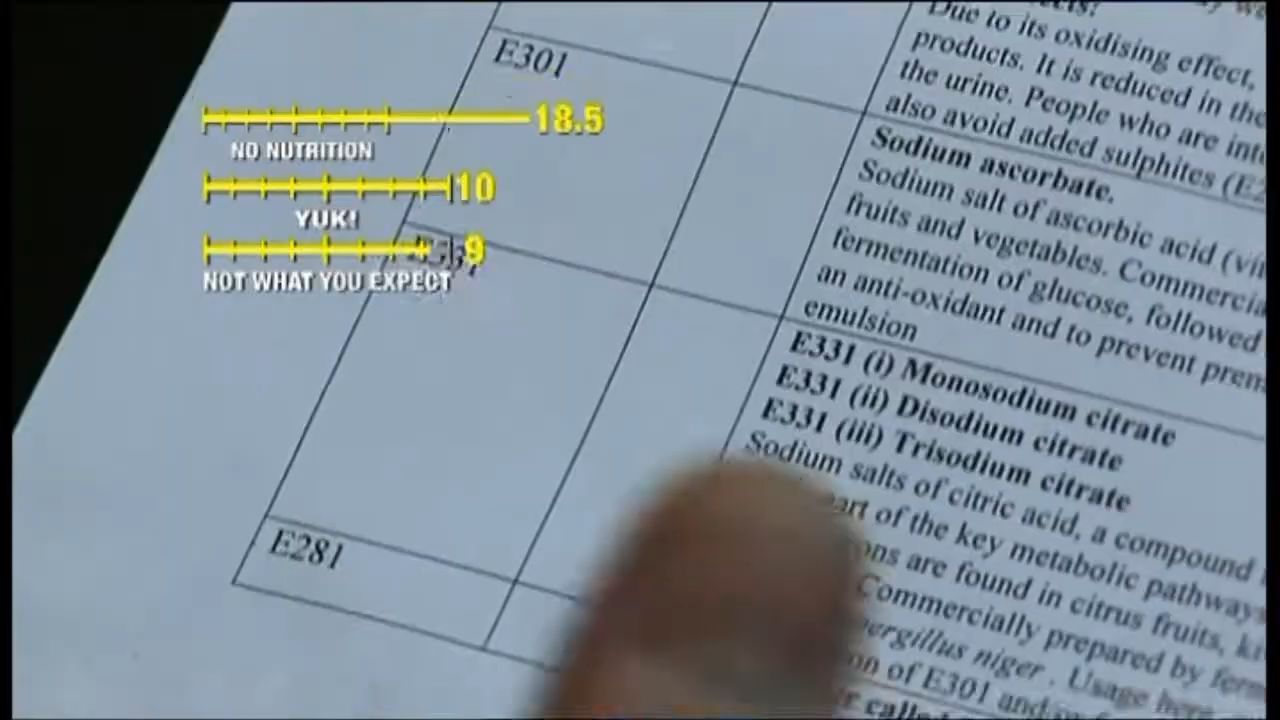 E301
18.5
NO NUTRITION
10
YUK!
9
NOT WHAT YOU EXPECT
E331
E281
Due to its oxidising effect,
products. It is reduced in the
the urine. People who are
also avoid added sulphites
Sodium ascorbate.
Sodium salt of ascorbic acid
fruits and vegetables.
fermentation of glucose, followed
an anti-oxidant and to prevent
emulsion
E331 (i) Monosodium citrate
E331 (ii) Disodium citrate
E331 (iii) Trisodium citrate
Sodium salts of citric acid, a compound
of the key metabolic pathways
are found in citrus fruits,
Commercially prepared by
niger. Usage
of E301
called